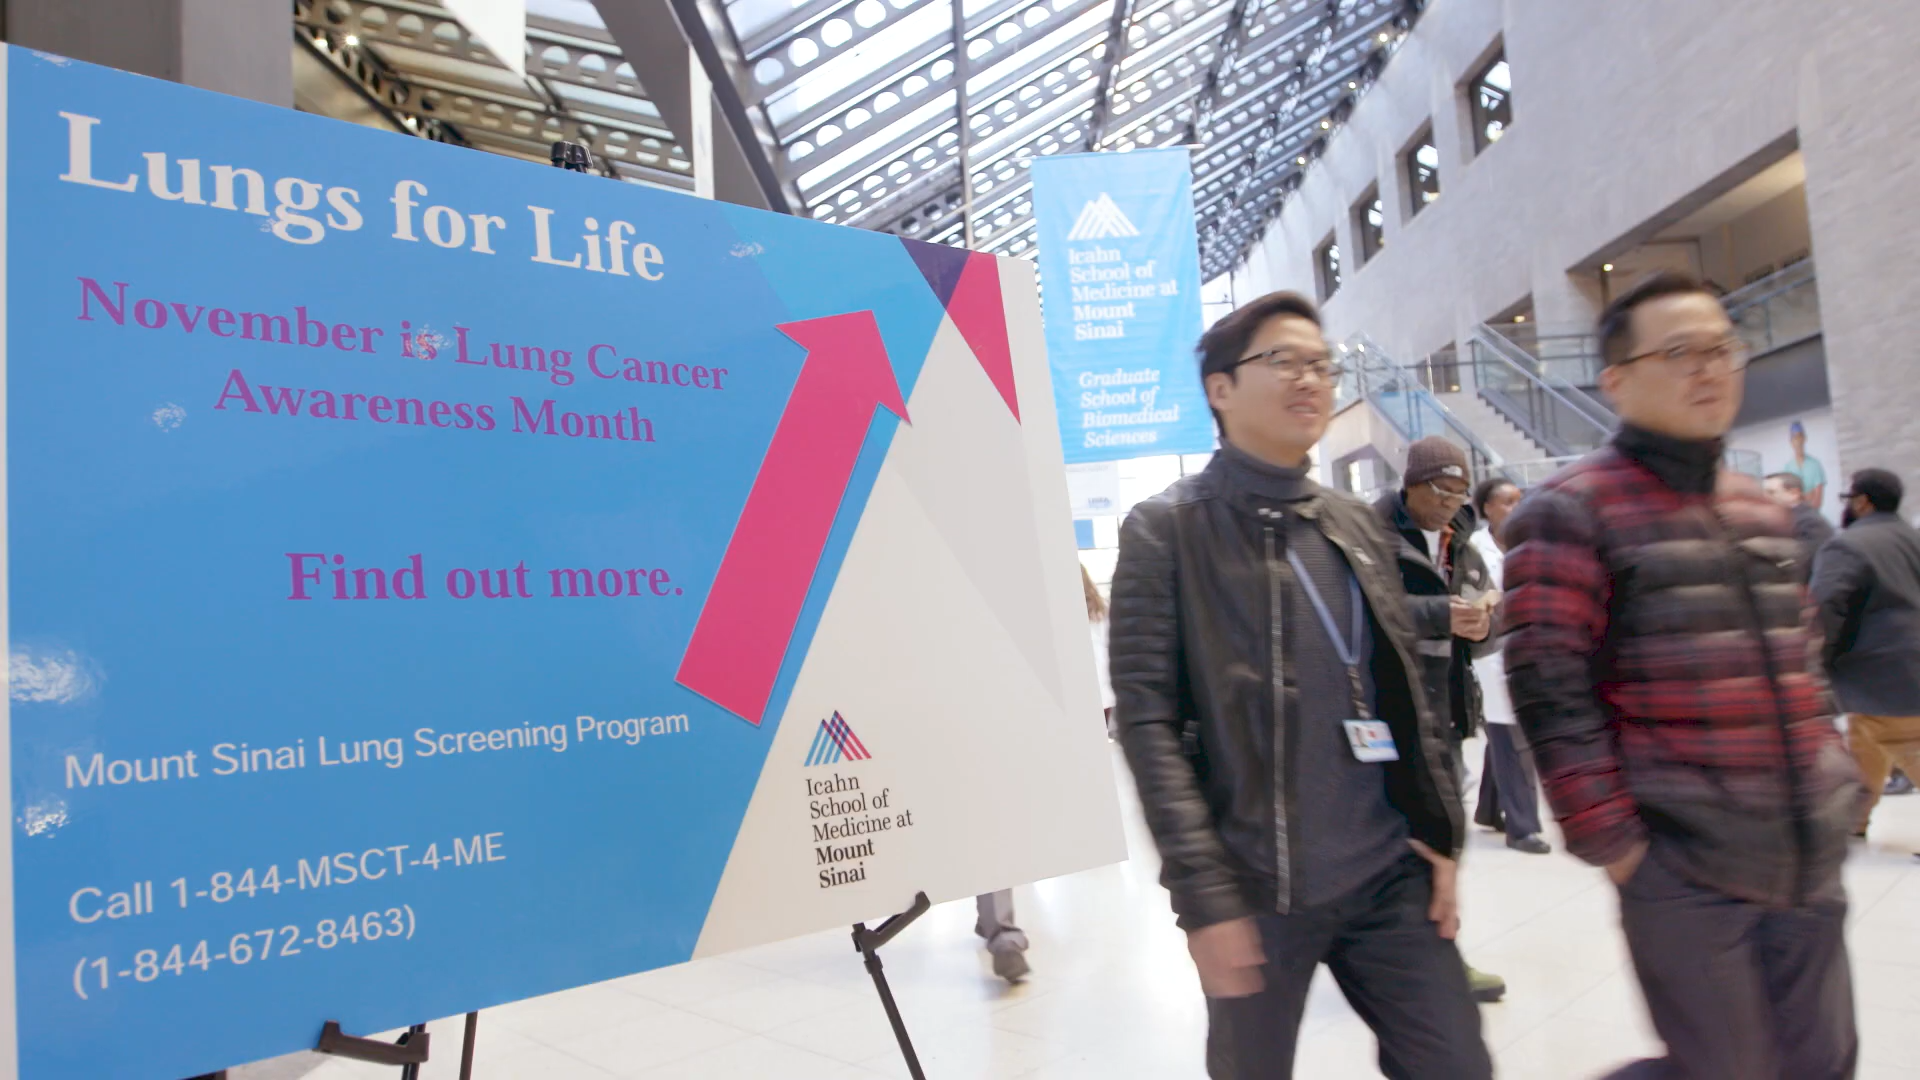 Lungs for Life
November is Lung Cancer
Awareness Month
Find out more.
Mount Sinai Lung Screening Program
Call 1-844-MSCT-4-ME
(1-844-672-8463)
Icahn
School of
Medicine at
Mount
Sinai
Icahn
School of
Medicine at
Mount
Sinai
Graduate
School of
Biomedical
Sciences